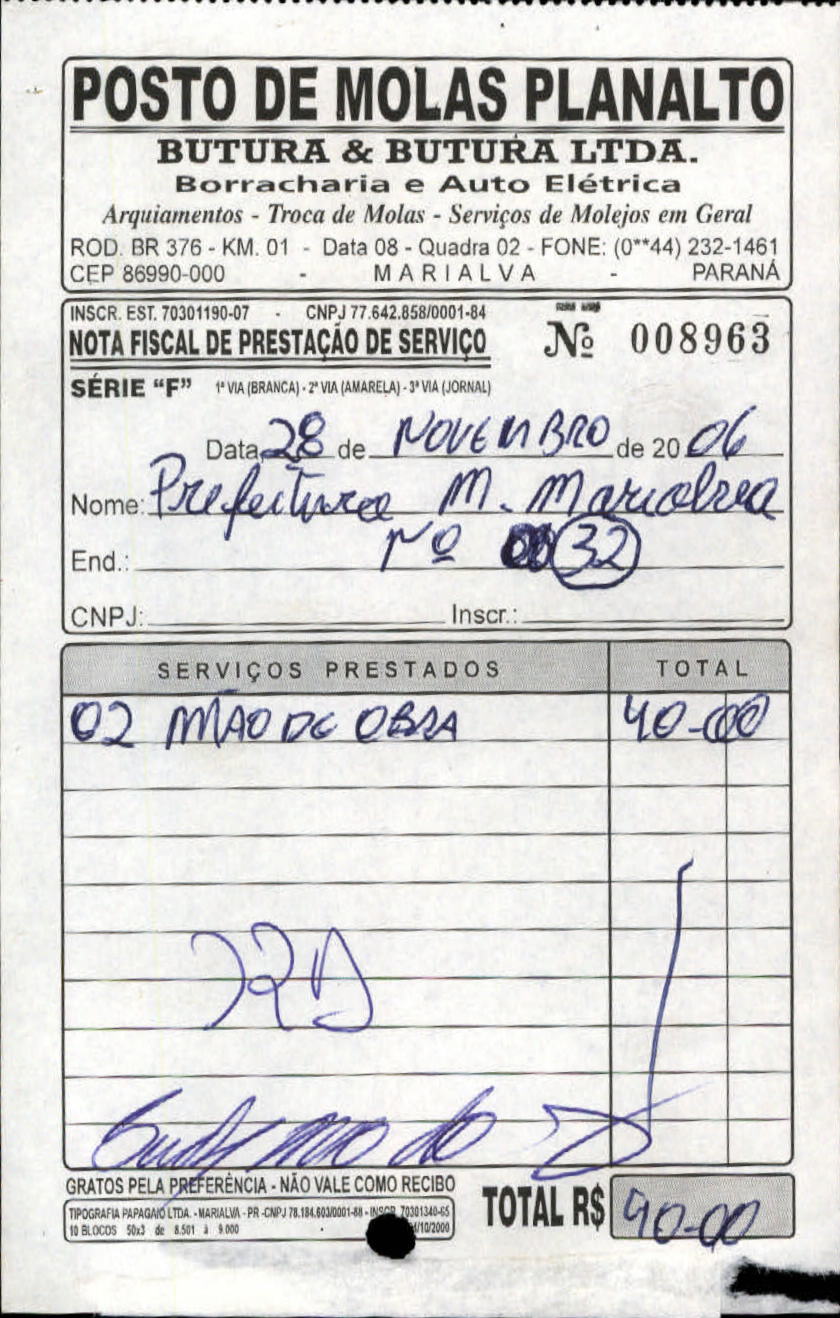 POSTO DE MOLAS PLANALTO
BUTURA & BUTURA LTDA.
Borracharia e Auto Elétrica
Arquiamentos - Troca de Molas - Serviços de Molejos em Geral
ROD. BR 376 - KM. 01 - Data 08 - Quadra 02 - FONE: (0**44) 232-1461
CEP 86990-000 - MARIALVA - PARANÁ
INSCR. EST. 70301190-07 - CNPJ 77.642.858/0001-84
NOTA FISCAL DE PRESTAÇÃO DE SERVIÇO Nº 008963
SÉRIE “F” 1ª VIA (BRANCA) - 2ª VIA (AMARELA) - 3ª VIA (JORNAL)
Data 28 de NOVEMBRO de 20 06
Nome: Prefeitura M. Marialva
End.: Nº 32
CNPJ: Inscr.:
SERVIÇOS PRESTADOS TOTAL
02 MÃO DE OBRA 40-00
GRATOS PELA PREFERÊNCIA - NÃO VALE COMO RECIBO
TIPOGRAFIA PAPAGAIO LTDA. - MARIALVA - PR - CNPJ 78.184.603/0001-88 - INSCR. 70301340-65
10 BLOCOS 50x3 de 8.501 à 9.000 /10/2000
TOTAL R$ 40-00